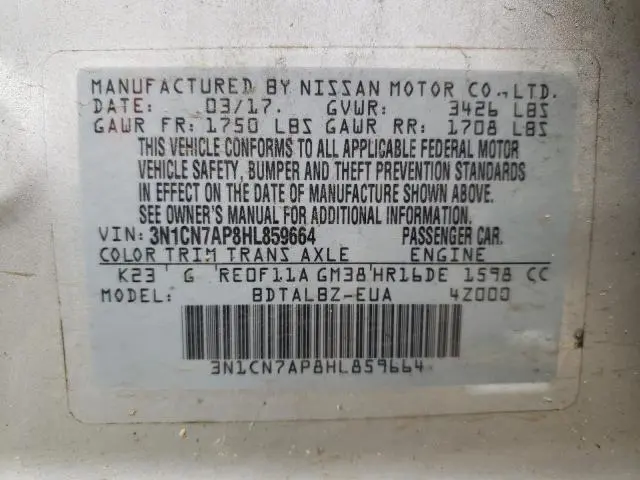 MANUFACTURED BY NISSAN MOTOR CO.,LTD.
DATE: 03/17. GVWR: 3426 LBS
GAWR FR: 1750 LBS GAWR RR: 1708 LBS
THIS VEHICLE CONFORMS TO ALL APPLICABLE FEDERAL MOTOR
VEHICLE SAFETY, BUMPER AND THEFT PREVENTION STANDARDS
IN EFFECT ON THE DATE OF MANUFACTURE SHOWN ABOVE.
SEE OWNER'S MANUAL FOR ADDITIONAL INFORMATION.
VIN: 3N1CN7AP8HL859664 PASSENGER CAR.
COLOR TRIM TRANS AXLE ENGINE
K23 G RE0F11A GM38 HR16DE 1598 CC
MODEL: BDTALBZ-EUA 4Z000
3N1CN7AP8HL859664